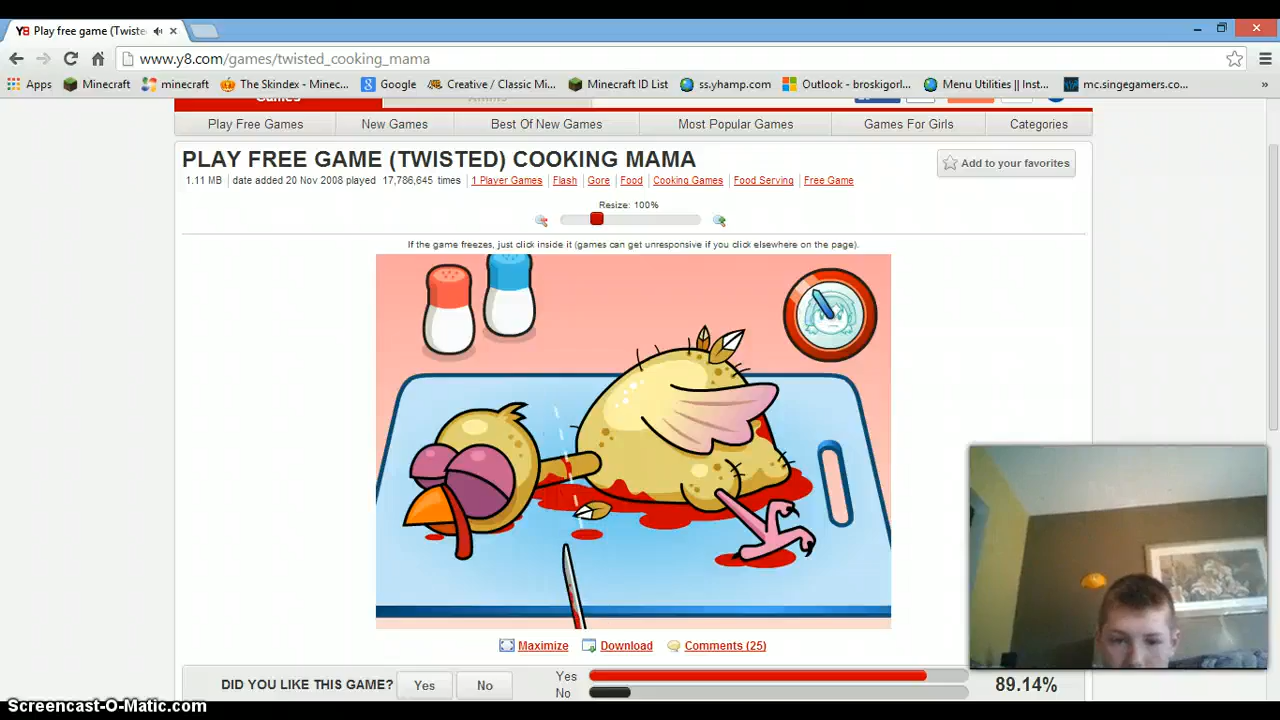 Play free game (Twiste
www.y8.com/games/twisted_cooking_mama
Apps Minecraft minecraft The Skindex - Minec... Google Creative / Classic Mi... Minecraft ID List ss.yhamp.com Outlook - broskigorl... Menu Utilities || Inst... mc.singegamers.co... »
Games
Play Free Games New Games Best Of New Games Most Popular Games Games For Girls Categories
PLAY FREE GAME (TWISTED) COOKING MAMA
Add to your favorites
1.11 MB date added 20 Nov 2008 played 17,786,645 times 1 Player Games Flash Gore Food Cooking Games Food Serving Free Game
Resize: 100%
If the game freezes, just click inside it (games can get unresponsive if you click elsewhere on the page).
Maximize Download Comments (25)
DID YOU LIKE THIS GAME? Yes No
Yes
No
89.14%
Screencast-O-Matic.com